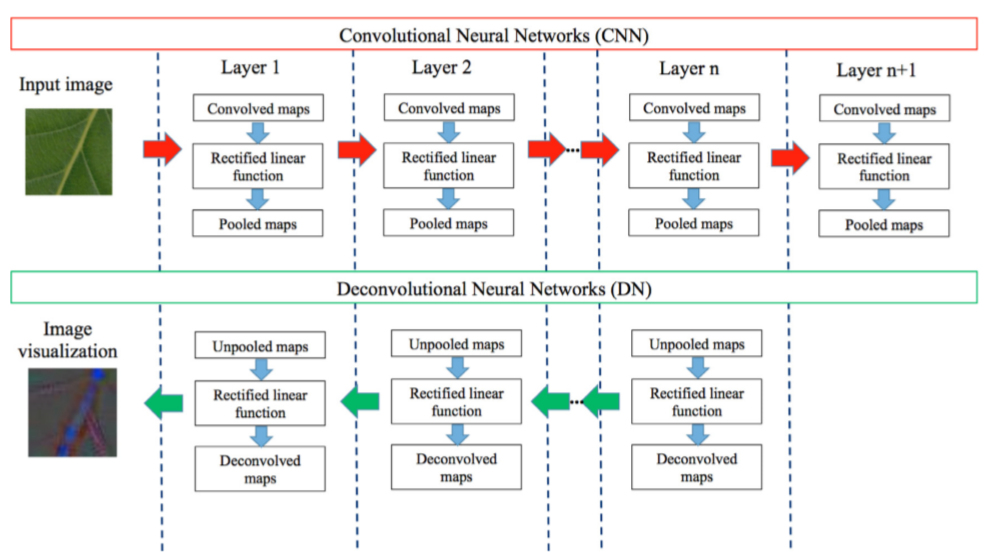 Convolutional Neural Networks (CNN)
Input image
Layer 1
Layer 2
Layer n
Layer n+1
Convolved maps
Rectified linear
function
Pooled maps
Convolved maps
Rectified linear
function
Pooled maps
...
Convolved maps
Rectified linear
function
Pooled maps
Convolved maps
Rectified linear
function
Pooled maps
Deconvolutional Neural Networks (DN)
Image
visualization
Unpooled maps
Rectified linear
function
Deconvolved
maps
Unpooled maps
Rectified linear
function
Deconvolved
maps
...
Unpooled maps
Rectified linear
function
Deconvolved
maps